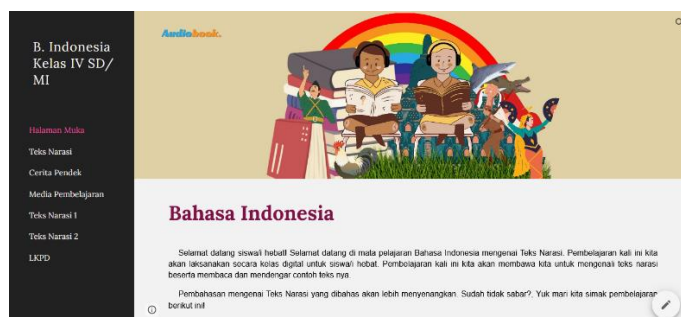 B. Indonesia
Kelas IV SD/
MI
Halaman Muka
Teks Narasi
Cerita Pendek
Media Pembelajaran
Teks Narasi 1
Teks Narasi 2
LKPD
Audiobook.
Bahasa Indonesia
Selamat datang siswa/i hebat! Selamat datang di mata pelajaran Bahasa Indonesia mengenai Teks Narasi. Pembelajaran kali ini kita
akan laksanakan secara kelas digital untuk siswa/i hebat. Pembelajaran kali ini kita akan membawa kita untuk mengenali teks narasi
beserta membaca dan mendengar contoh teks nya.
Pembahasan mengenai Teks Narasi yang dibahas akan lebih menyenangkan. Sudah tidak sabar?, Yuk mari kita simak pembelajaran
berikut ini!